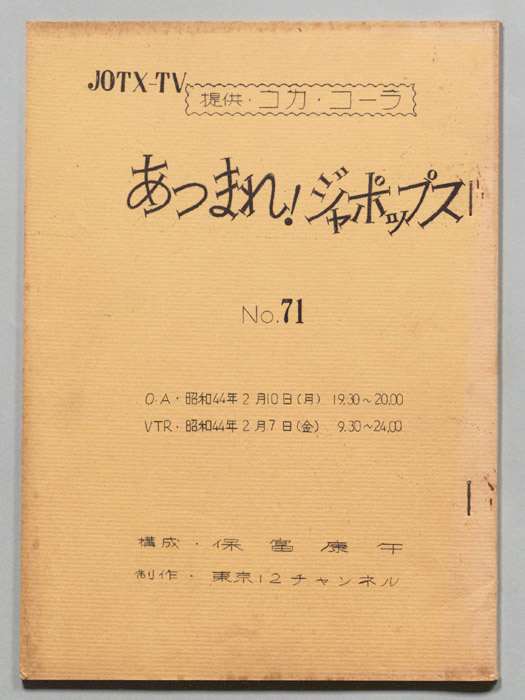 JOTX-TV
提供・コカ・コーラ
あつまれ!ジャポップス
No.71
O.A・昭和44年2月10日(月) 19.30〜20.00
VTR・昭和44年2月7日(金) 9.30〜24.00
構成・保富康午
制作・東京12チャンネル